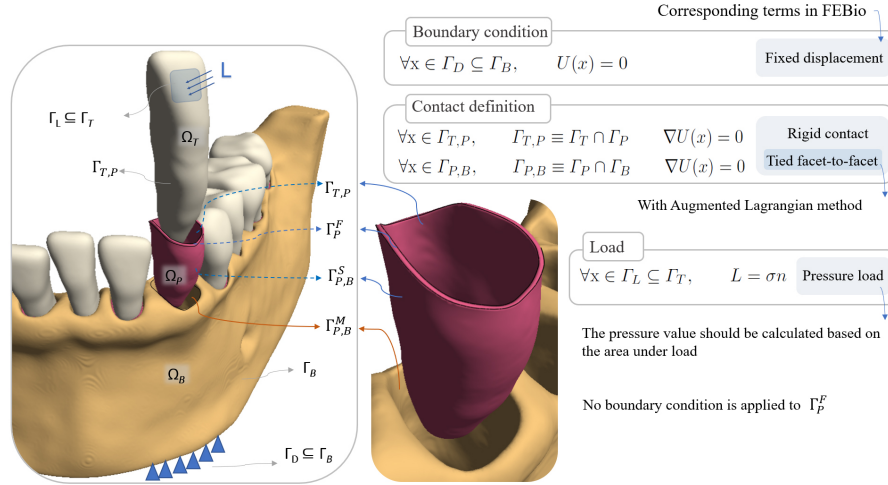 Corresponding terms in FEBio
Boundary condition
∀x ∈ Γ_D ⊆ Γ_B, U(x) = 0
Fixed displacement
Contact definition
∀x ∈ Γ_{T,P}, Γ_{T,P} ≡ Γ_T ∩ Γ_P ∇U(x) = 0
∀x ∈ Γ_{P,B}, Γ_{P,B} ≡ Γ_P ∩ Γ_B ∇U(x) = 0
Rigid contact
Tied facet-to-facet
With Augmented Lagrangian method
Load
∀x ∈ Γ_L ⊆ Γ_T, L = σn
Pressure load
The pressure value should be calculated based on
the area under load
No boundary condition is applied to Γ_P^F
L
Γ_L ⊆ Γ_T
Ω_T
Γ_{T,P}
Γ_{T,P}
Γ_P^F
Ω_P
Γ_{P,B}^S
Γ_{P,B}^M
Ω_B
Γ_B
Γ_D ⊆ Γ_B